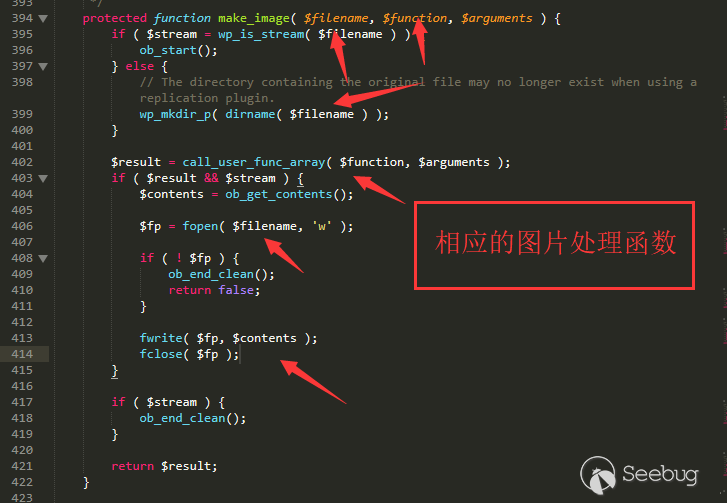 393 */
394 protected function make_image( $filename, $function, $arguments ) {
395 if ( $stream = wp_is_stream( $filename ) )
396 ob_start();
397 } else {
398 // The directory containing the original file may no longer exist when using a
replication plugin.
399 wp_mkdir_p( dirname( $filename ) );
400 }
401
402 $result = call_user_func_array( $function, $arguments );
403 if ( $result && $stream ) {
404 $contents = ob_get_contents();
405
406 $fp = fopen( $filename, 'w' );
407
408 if ( ! $fp ) {
409 ob_end_clean();
410 return false;
411 }
412
413 fwrite( $fp, $contents );
414 fclose( $fp );
415 }
416
417 if ( $stream ) {
418 ob_end_clean();
419 }
420
421 return $result;
422 }
423
相应的图片处理函数
Seebug